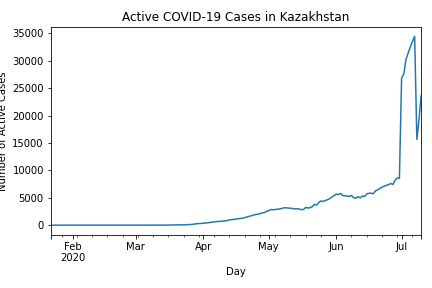 Active COVID-19 Cases in Kazakhstan
35000
30000
25000
20000
15000
10000
5000
0
Number of Active Cases
Feb Mar Apr May Jun Jul
2020
Day